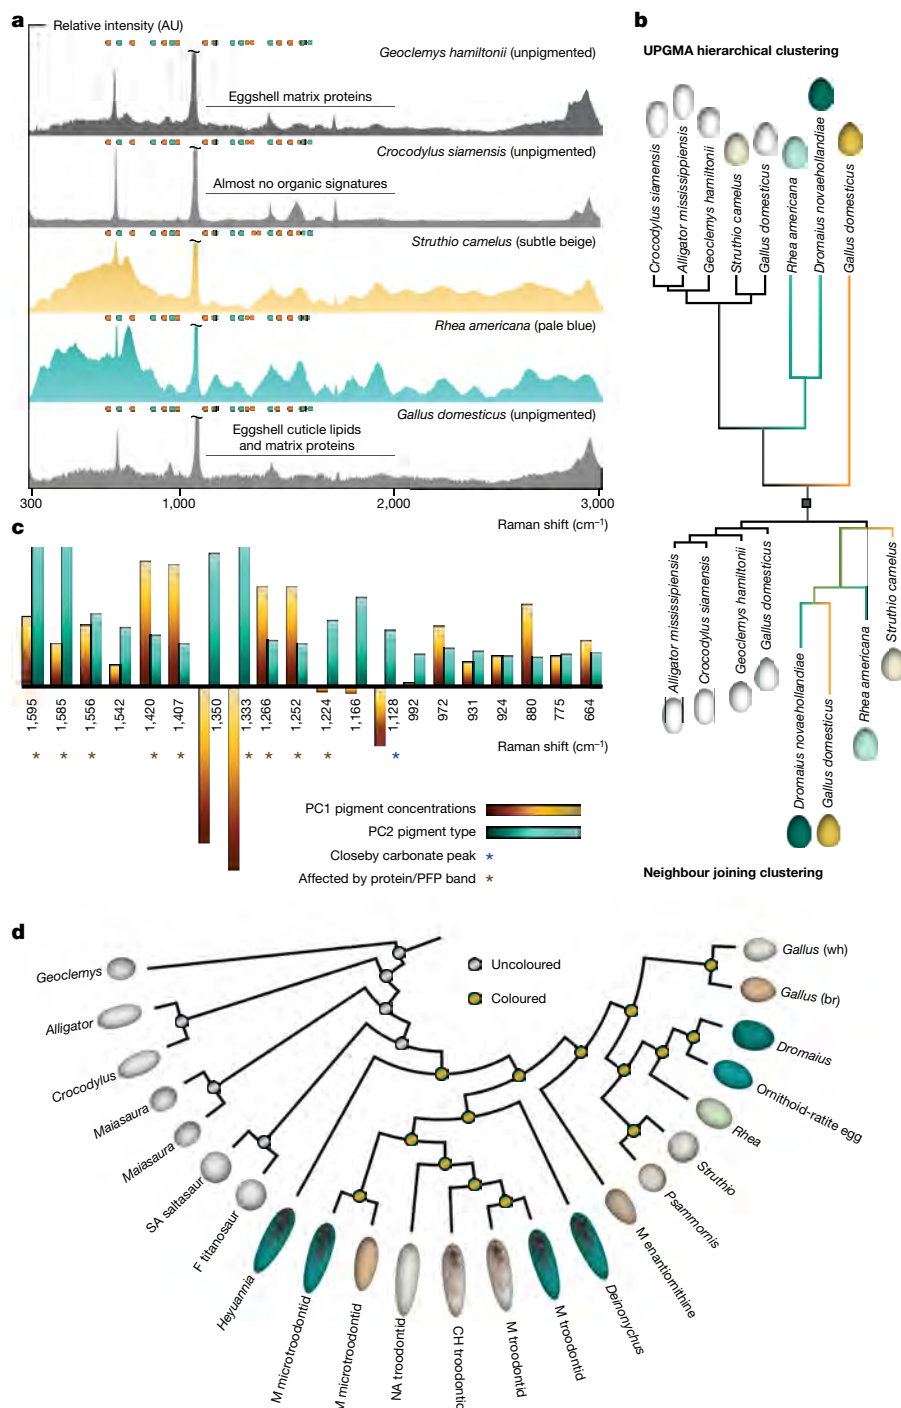 a
Relative intensity (AU)
Geoclemys hamiltonii (unpigmented)
Eggshell matrix proteins
Crocodylus siamensis (unpigmented)
Almost no organic signatures
Struthio camelus (subtle beige)
Rhea americana (pale blue)
Gallus domesticus (unpigmented)
Eggshell cuticle lipids
and matrix proteins
300
1,000
2,000
3,000
Raman shift (cm⁻¹)
b
UPGMA hierarchical clustering
Crocodylus siamensis
Alligator mississippiensis
Geoclemys hamiltonii
Struthio camelus
Gallus domesticus
Rhea americana
Dromaius novaehollandiae
Gallus domesticus
Alligator missisipiensis
Crocodylus siamensis
Geoclemys hamiltonii
Gallus domesticus
Dromaius novaehollandiae
Gallus domesticus
Rhea americana
Struthio camelus
Neighbour joining clustering
c
1,595
1,585
1,556
1,542
1,420
1,407
1,350
1,333
1,266
1,252
1,224
1,166
1,128
992
972
931
924
880
775
664
Raman shift (cm⁻¹)
PC1 pigment concentrations
PC2 pigment type
Closeby carbonate peak *
Affected by protein/PFP band *
d
Uncoloured
Coloured
Geoclemys
Alligator
Crocodylus
Maiasaura
Maiasaura
SA saltasaur
F titanosaur
Heyuannia
M microtroodontid
M microtroodontid
NA troodontid
CH troodontid
M troodontid
M troodontid
Deinonychus
M enantiornithine
Psammornis
Struthio
Rhea
Ornithoid-ratite egg
Dromaius
Gallus (br)
Gallus (wh)